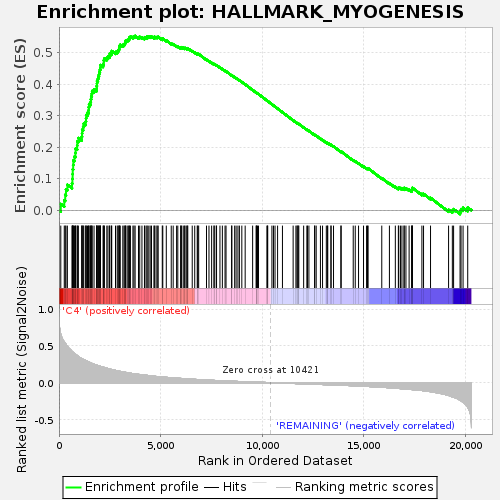 Enrichment plot: HALLMARK_MYOGENESIS
Enrichment score (ES)
0.5
0.4
0.3
0.2
0.1
0.0
Ranked list metric (Signal2Noise)
1.0
0.5
0.0
-0.5
'C4' (positively correlated)
Zero cross at 10421
'REMAINING' (negatively correlated)
0
5,000
10,000
15,000
20,000
Rank in Ordered Dataset
Enrichment profile
Hits
Ranking metric scores